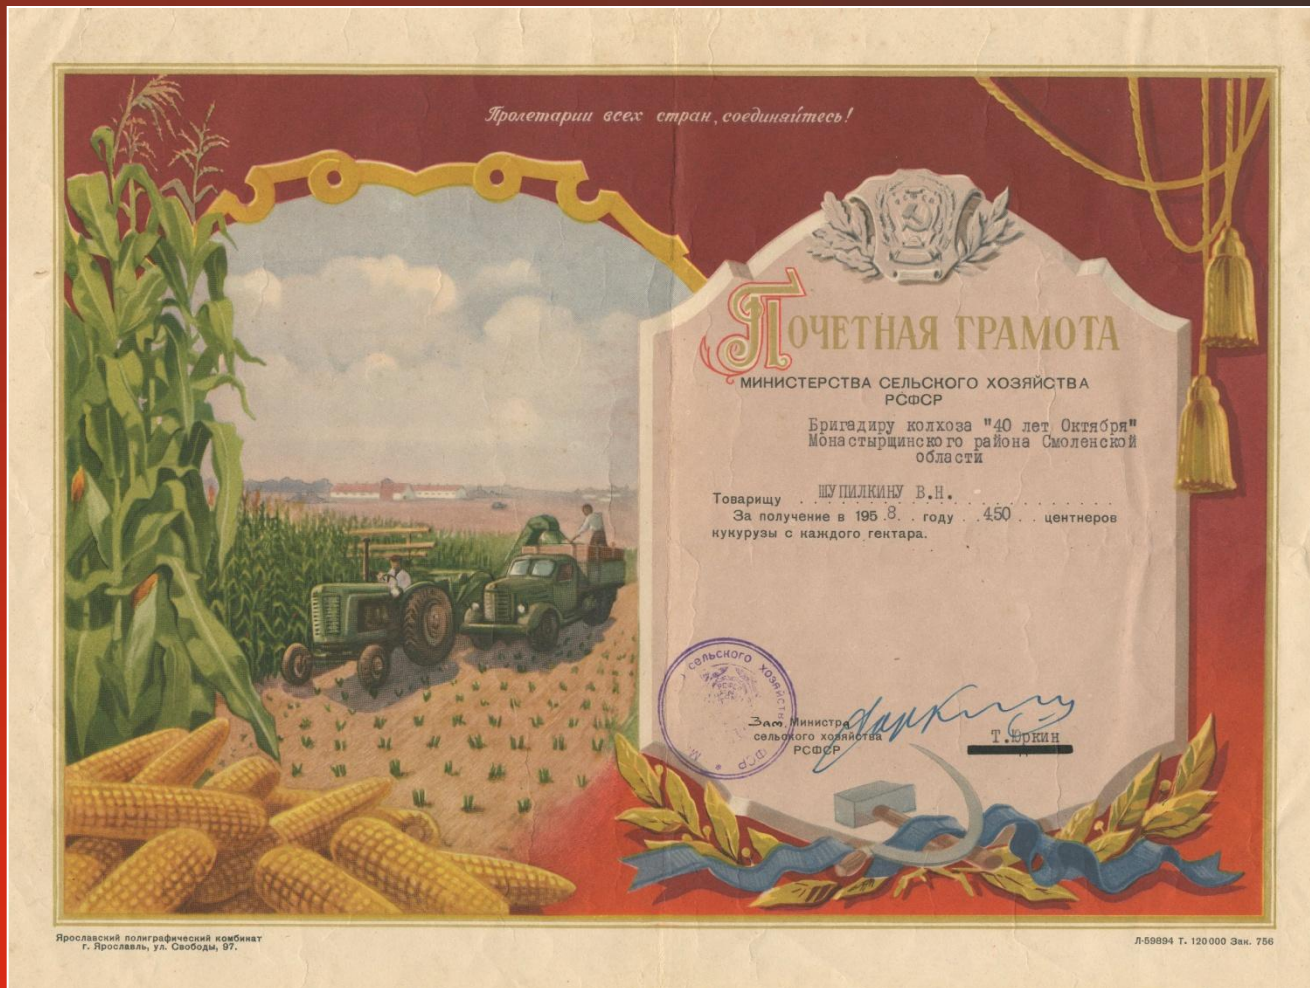 Пролетарии всех стран, соединяйтесь!
ПОЧЕТНАЯ ГРАМОТА
МИНИСТЕРСТВА СЕЛЬСКОГО ХОЗЯЙСТВА
РСФСР
Бригадиру колхоза "40 лет Октября"
Монастырщинского района Смоленской
области
Товарищу ШУПИЛКИНУ В.Н.
За получение в 1958 году 450 центнеров
кукурузы с каждого гектара.
СЕЛЬСКОГО ХОЗЯЙСТВ
Зам. Министра
сельского хозяйства
РСФСР
Т.Юркин
Ярославский полиграфический комбинат
г. Ярославль, ул. Свободы, 97.
Л-59894 Т. 120000 Зак. 756